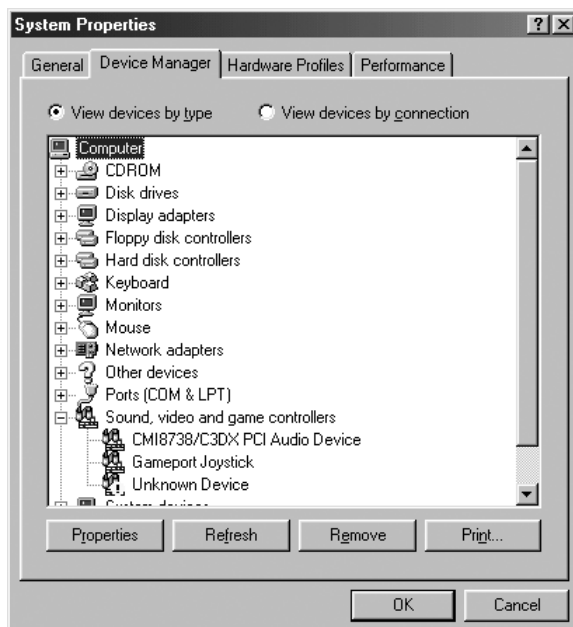 System Properties
General Device Manager Hardware Profiles Performance
View devices by type View devices by connection
Computer
CDROM
Disk drives
Display adapters
Floppy disk controllers
Hard disk controllers
Keyboard
Monitors
Mouse
Network adapters
Other devices
Ports (COM & LPT)
Sound, video and game controllers
CMI8738/C3DX PCI Audio Device
Gameport Joystick
Unknown Device
System devices
Properties Refresh Remove Print...
OK Cancel